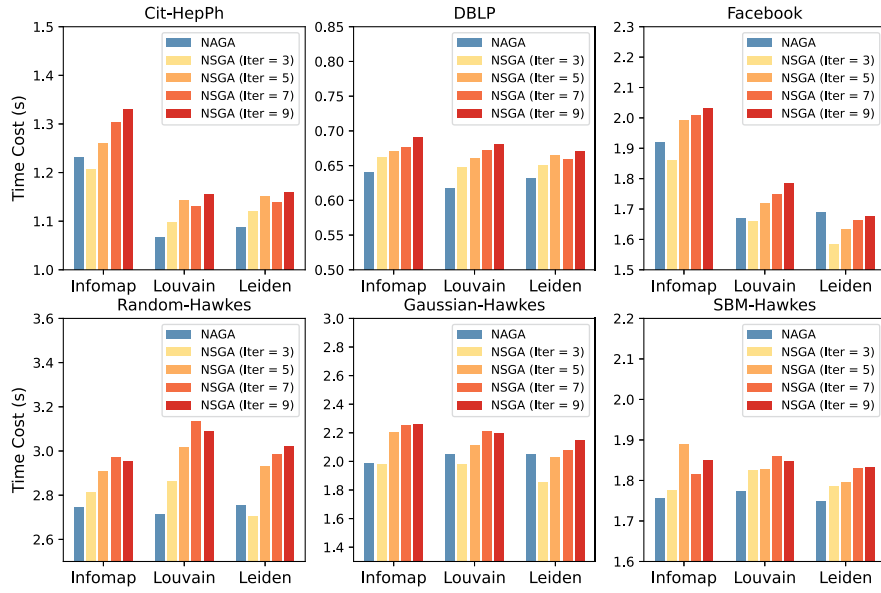 Cit-HepPh
Time Cost (s)
1.5
1.4
1.3
1.2
1.1
1.0
NAGA
NSGA (Iter = 3)
NSGA (Iter = 5)
NSGA (Iter = 7)
NSGA (Iter = 9)
Infomap Louvain Leiden
DBLP
0.85
0.80
0.75
0.70
0.65
0.60
0.55
0.50
NAGA
NSGA (Iter = 3)
NSGA (Iter = 5)
NSGA (Iter = 7)
NSGA (Iter = 9)
Infomap Louvain Leiden
Facebook
2.3
2.2
2.1
2.0
1.9
1.8
1.7
1.6
1.5
NAGA
NSGA (Iter = 3)
NSGA (Iter = 5)
NSGA (Iter = 7)
NSGA (Iter = 9)
Infomap Louvain Leiden
Random-Hawkes
Time Cost (s)
3.6
3.4
3.2
3.0
2.8
2.6
NAGA
NSGA (Iter = 3)
NSGA (Iter = 5)
NSGA (Iter = 7)
NSGA (Iter = 9)
Infomap Louvain Leiden
Gaussian-Hawkes
3.0
2.8
2.6
2.4
2.2
2.0
1.8
1.6
1.4
NAGA
NSGA (Iter = 3)
NSGA (Iter = 5)
NSGA (Iter = 7)
NSGA (Iter = 9)
Infomap Louvain Leiden
SBM-Hawkes
2.2
2.1
2.0
1.9
1.8
1.7
1.6
NAGA
NSGA (Iter = 3)
NSGA (Iter = 5)
NSGA (Iter = 7)
NSGA (Iter = 9)
Infomap Louvain Leiden